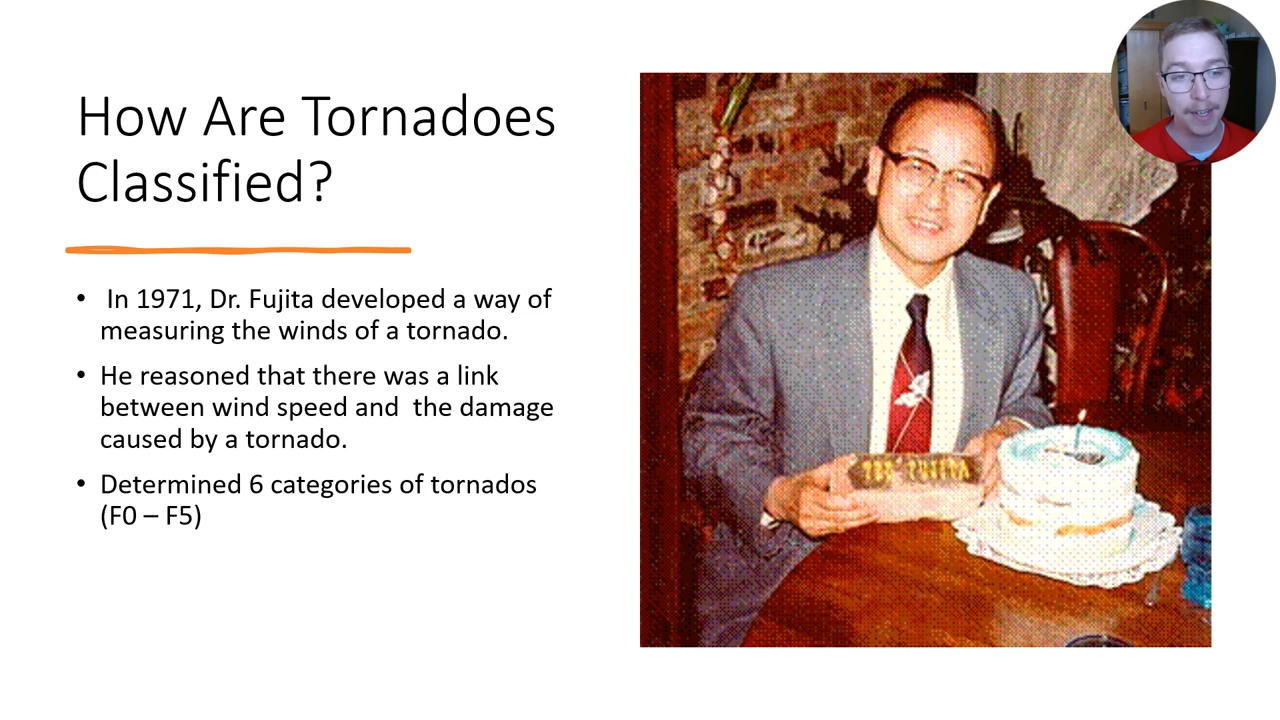 How Are Tornadoes
Classified?
• In 1971, Dr. Fujita developed a way of
measuring the winds of a tornado.
• He reasoned that there was a link
between wind speed and  the damage
caused by a tornado.
• Determined 6 categories of tornados
(F0 – F5)